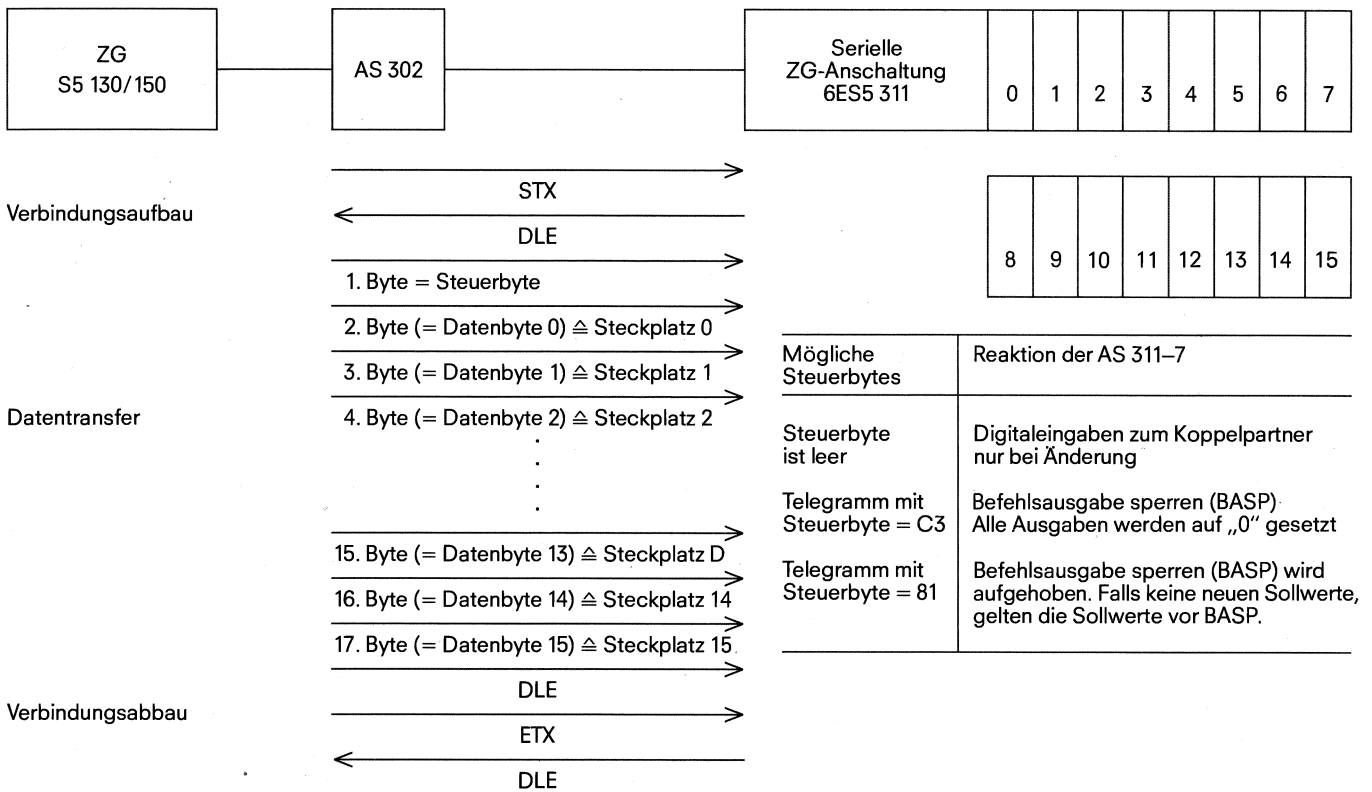 ZG
S5 130/150
AS 302
Serielle
ZG-Anschaltung
6ES5 311
0 1 2 3 4 5 6 7
STX
Verbindungsaufbau
DLE
8 9 10 11 12 13 14 15
1. Byte = Steuerbyte
2. Byte (= Datenbyte 0) ≙ Steckplatz 0
3. Byte (= Datenbyte 1) ≙ Steckplatz 1
Datentransfer
4. Byte (= Datenbyte 2) ≙ Steckplatz 2
15. Byte (= Datenbyte 13) ≙ Steckplatz D
16. Byte (= Datenbyte 14) ≙ Steckplatz 14
17. Byte (= Datenbyte 15) ≙ Steckplatz 15
DLE
Verbindungsabbau
ETX
DLE
Mögliche
Steuerbytes
Reaktion der AS 311–7
Steuerbyte
ist leer
Digitaleingaben zum Koppelpartner
nur bei Änderung
Telegramm mit
Steuerbyte = C3
Befehlsausgabe sperren (BASP)
Alle Ausgaben werden auf „0“ gesetzt
Telegramm mit
Steuerbyte = 81
Befehlsausgabe sperren (BASP) wird
aufgehoben. Falls keine neuen Sollwerte,
gelten die Sollwerte vor BASP.